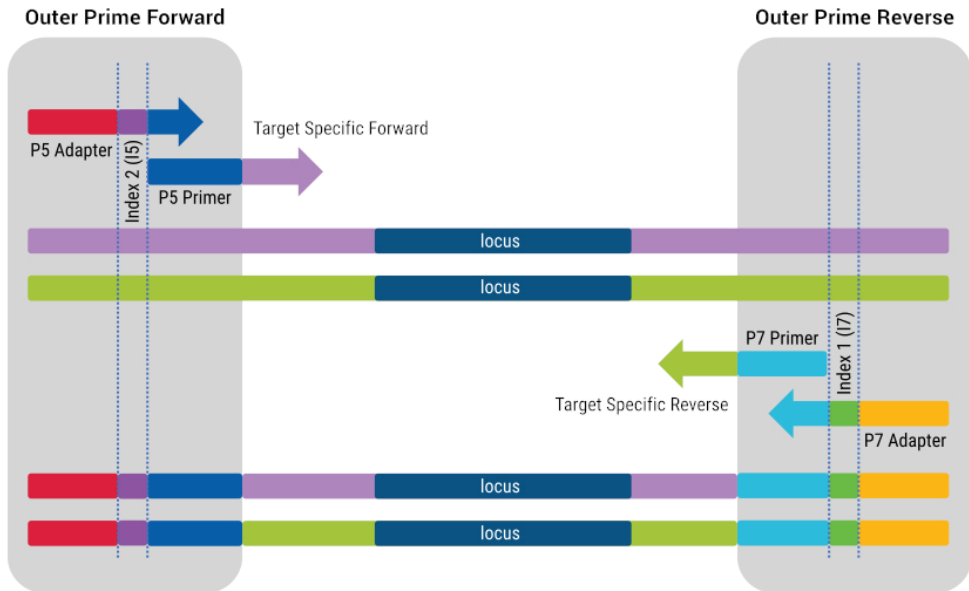 Outer Prime Forward
Outer Prime Reverse
P5 Adapter
Index 2 (I5)
Target Specific Forward
P5 Primer
locus
locus
P7 Primer
Index 1 (I7)
Target Specific Reverse
P7 Adapter
locus
locus